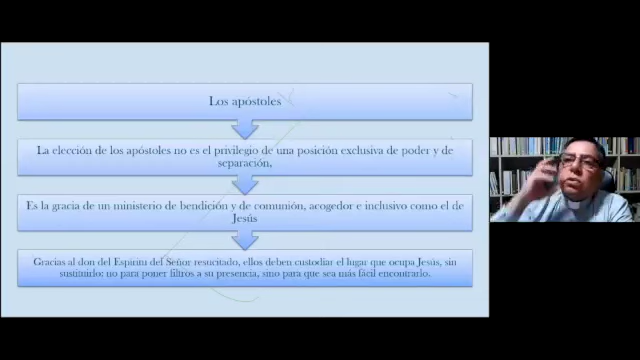 Los apóstoles
La elección de los apóstoles no es el privilegio de una posición exclusiva de poder y de
separación,
Es la gracia de un ministerio de bendición y de comunión, acogedor e inclusivo como el de
Jesús
Gracias al don del Espíritu del Señor resucitado, ellos deben custodiar el lugar que ocupa Jesús, sin
sustituirlo: no para poner filtros a su presencia, sino para que sea más fácil encontrarlo.